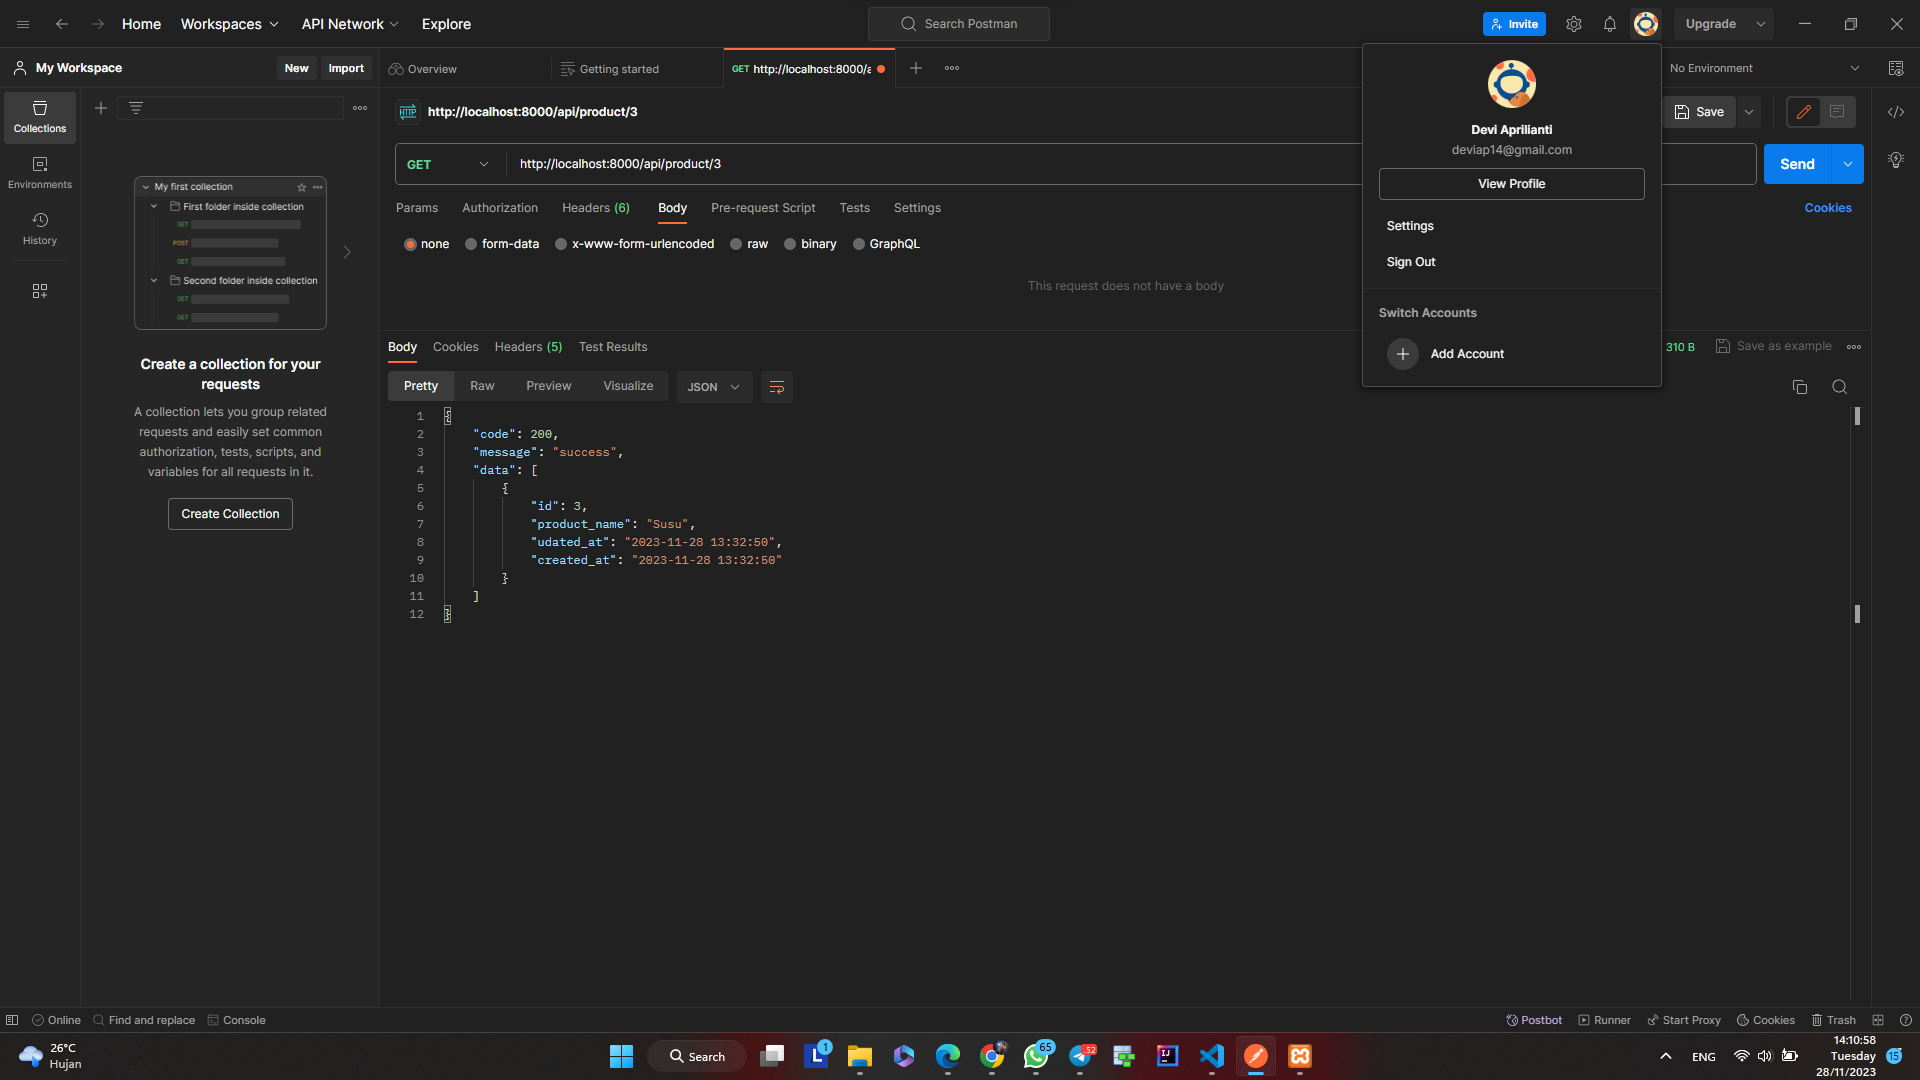 Home
Workspaces
API Network
Explore
Search Postman
Invite
Upgrade
My Workspace
New
Import
Overview
Getting started
GET http://localhost:8000/a
No Environment
Collections
Environments
History
My first collection
First folder inside collection
GET
POST
GET
Second folder inside collection
GET
GET
Create a collection for your
requests
A collection lets you group related
requests and easily set common
authorization, tests, scripts, and
variables for all requests in it.
Create Collection
HTTP
http://localhost:8000/api/product/3
Save
GET
http://localhost:8000/api/product/3
Send
Params
Authorization
Headers (6)
Body
Pre-request Script
Tests
Settings
Cookies
none
form-data
x-www-form-urlencoded
raw
binary
GraphQL
This request does not have a body
Devi Aprilianti
deviap14@gmail.com
View Profile
Settings
Sign Out
Switch Accounts
Add Account
Body
Cookies
Headers (5)
Test Results
310 B
Save as example
Pretty
Raw
Preview
Visualize
JSON
1 {
2 "code": 200,
3 "message": "success",
4 "data": [
5 {
6 "id": 3,
7 "product_name": "Susu",
8 "udated_at": "2023-11-28 13:32:50",
9 "created_at": "2023-11-28 13:32:50"
10 }
11 ]
12 }
Online
Find and replace
Console
Postbot
Runner
Start Proxy
Cookies
Trash
26°C
Hujan
Search
L
1
65
52
IJ
ENG
14:10:58
Tuesday
28/11/2023
15